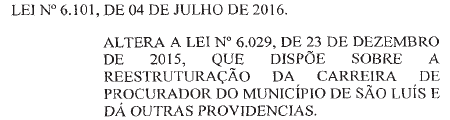 LEI Nº 6.101, DE 04 DE JULHO DE 2016.
ALTERA A LEI Nº 6.029, DE 23 DE DEZEMBRO
DE 2015, QUE DISPÕE SOBRE A
REESTRUTURAÇÃO DA CARREIRA DE
PROCURADOR DO MUNICÍPIO DE SÃO LUÍS E
DÁ OUTRAS PROVIDENCIAS.